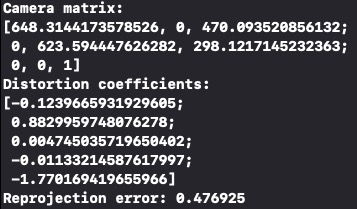 Camera matrix:
[648.3144173578526, 0, 470.093520856132;
 0, 623.594447626282, 298.1217145232363;
 0, 0, 1]
Distortion coefficients:
[-0.1239665931929605;
 0.8829959748076278;
 0.004745035719650402;
 -0.01133214587617997;
 -1.770169419655966]
Reprojection error: 0.476925